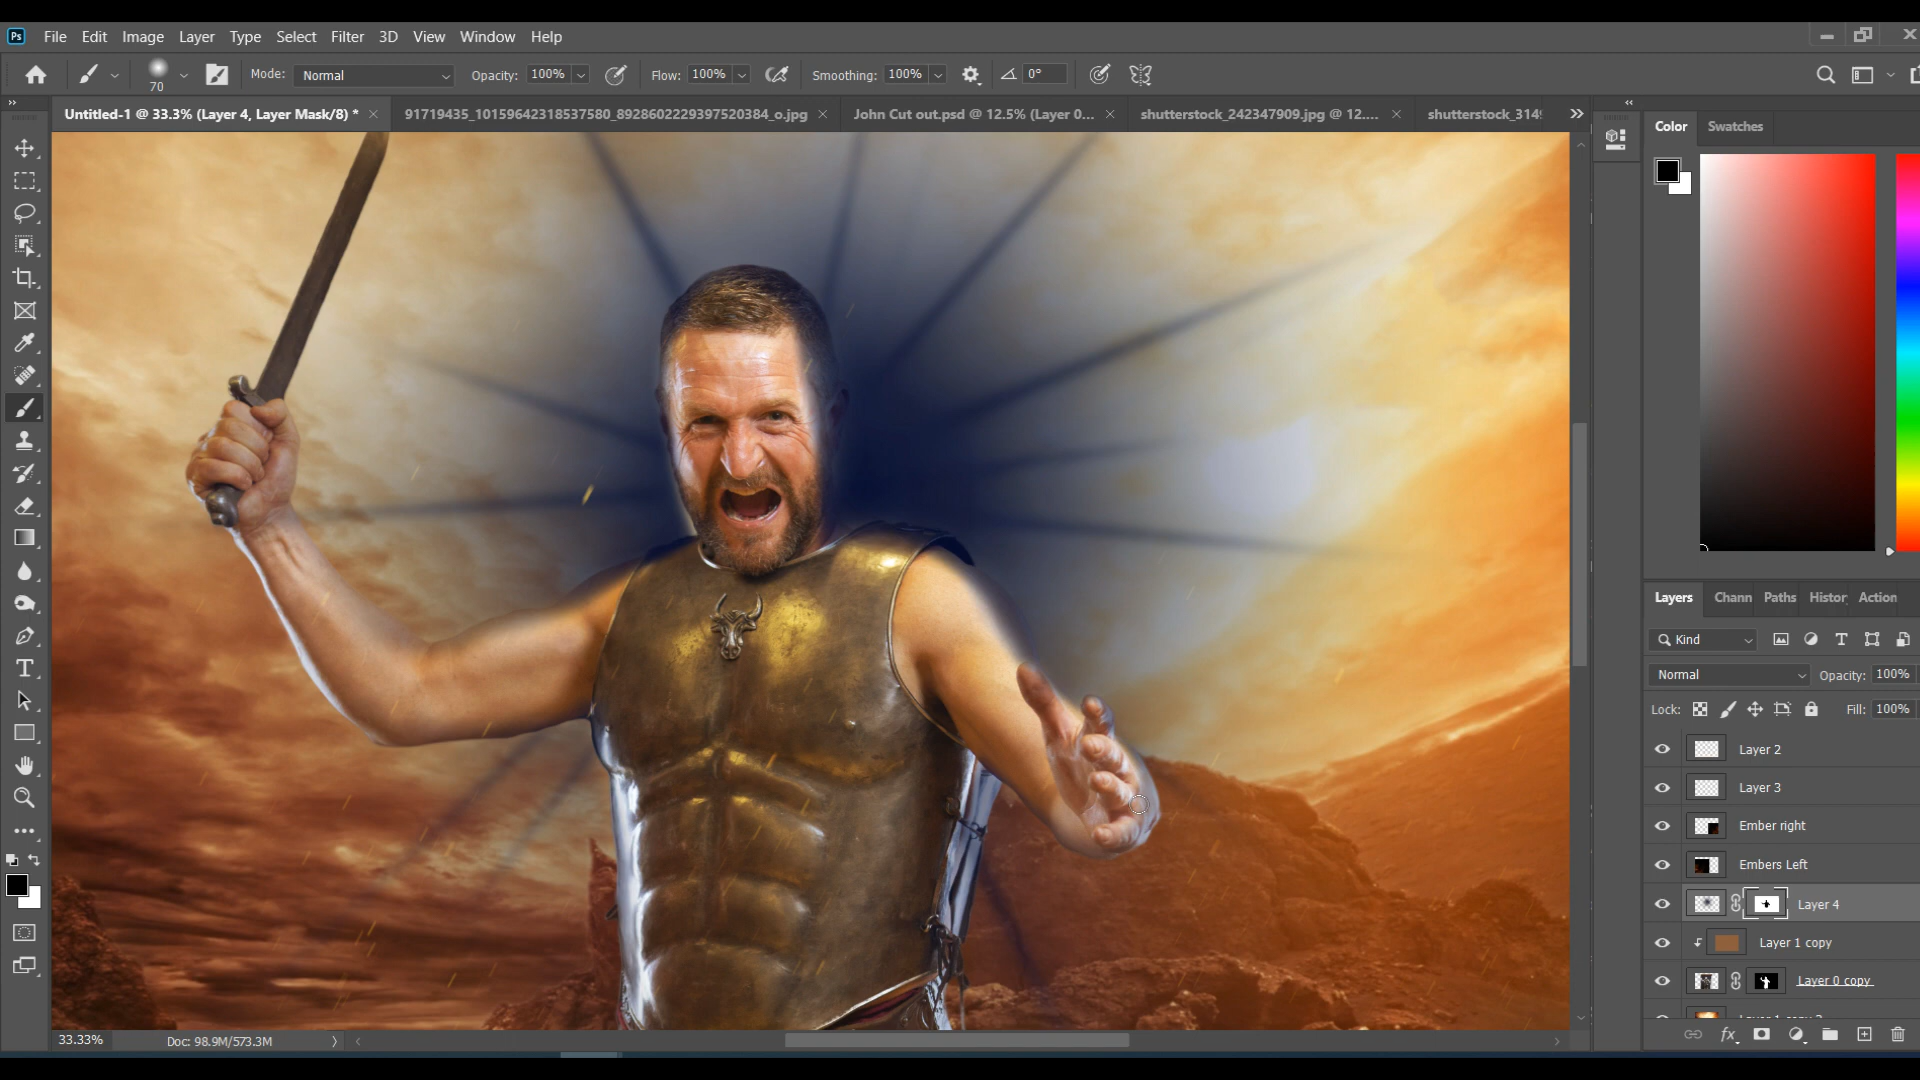 Ps File Edit Image Layer Type Select Filter 3D View Window Help
70 Mode: Normal Opacity: 100% Flow: 100% Smoothing: 100% 0°
Untitled-1 @ 33.3% (Layer 4, Layer Mask/8) * 91719435_10159642318537580_8928602229397520384_o.jpg John Cut out.psd @ 12.5% (Layer 0... shutterstock_242347909.jpg @ 12.... shutterstock_314
Color Swatches
Layers Chann Paths Histor Action
Kind
Normal Opacity: 100%
Lock: Fill: 100%
Layer 2
Layer 3
Ember right
Embers Left
Layer 4
Layer 1 copy
Layer 0 copy
33.33% Doc: 98.9M/573.3M